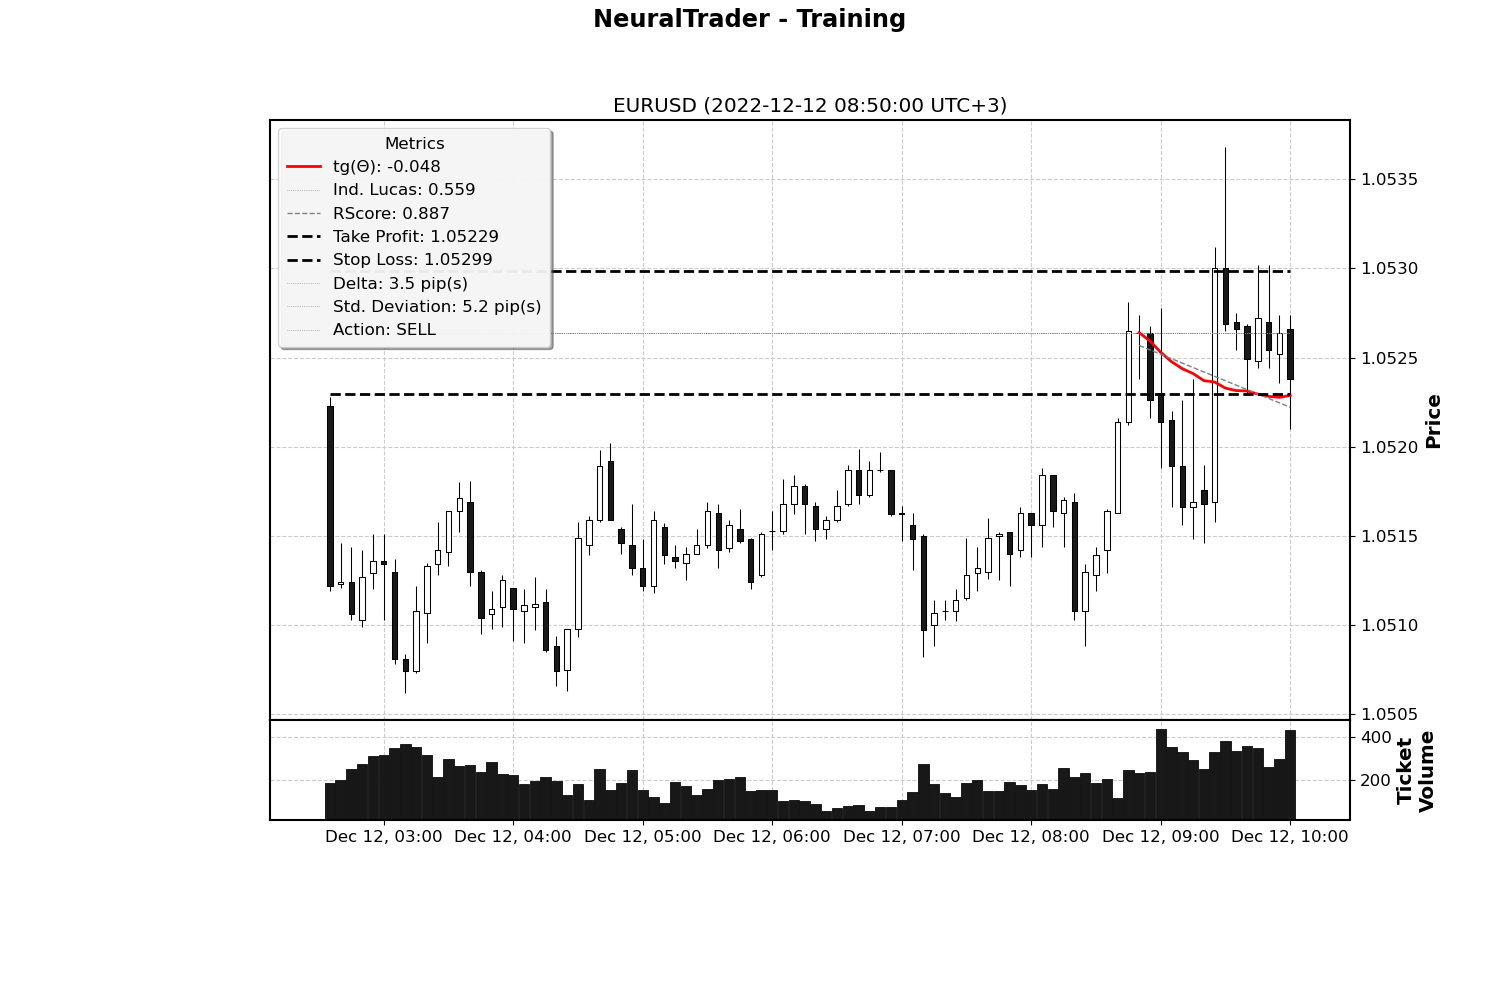 NeuralTrader - Training
EURUSD (2022-12-12 08:50:00 UTC+3)
Metrics
tg(Θ): -0.048
Ind. Lucas: 0.559
RScore: 0.887
Take Profit: 1.05229
Stop Loss: 1.05299
Delta: 3.5 pip(s)
Std. Deviation: 5.2 pip(s)
Action: SELL
1.0535
1.0530
1.0525
1.0520
1.0515
1.0510
1.0505
Price
400
200
Ticket
Volume
Dec 12, 03:00 Dec 12, 04:00 Dec 12, 05:00 Dec 12, 06:00 Dec 12, 07:00 Dec 12, 08:00 Dec 12, 09:00 Dec 12, 10:00